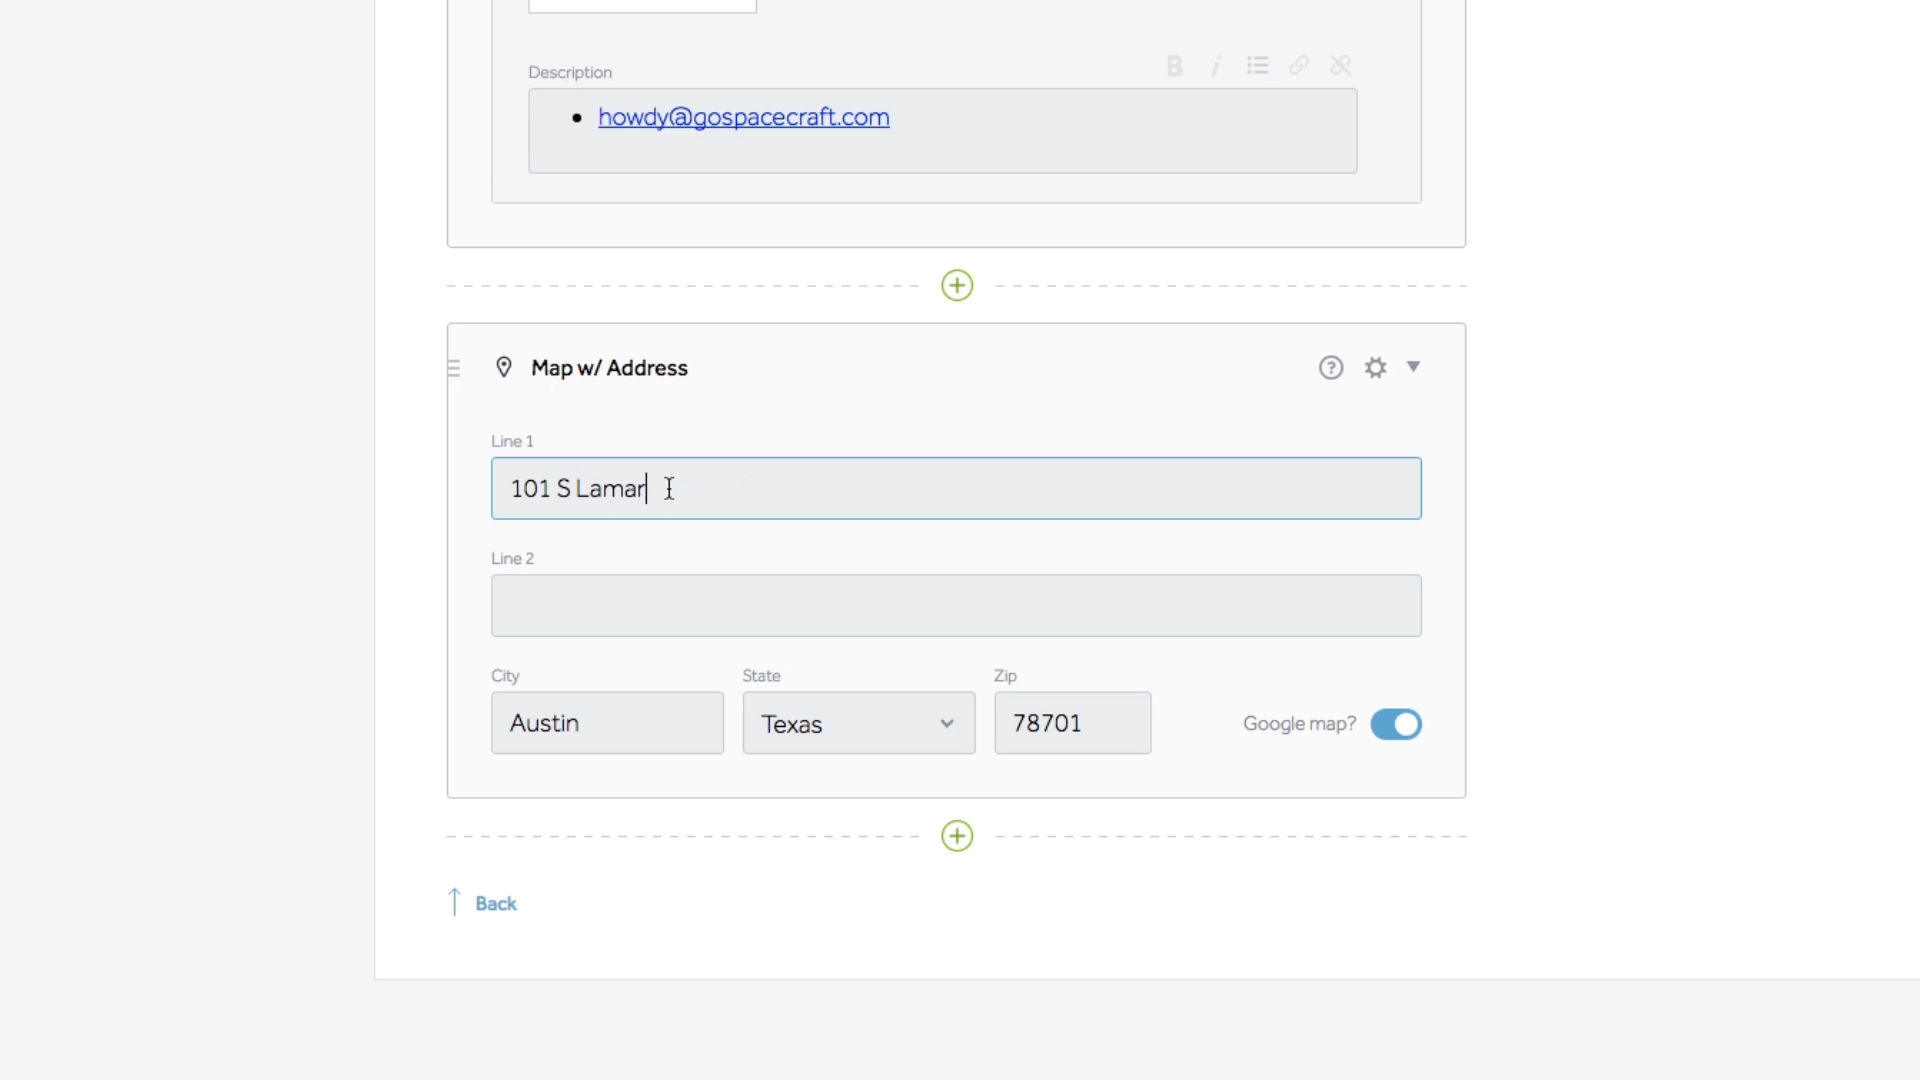 Description
B i
• howdy@gospacecraft.com
Map w/ Address
?
Line 1
101 S Lamar
Line 2
City State Zip
Austin Texas 78701 Google map?
Back